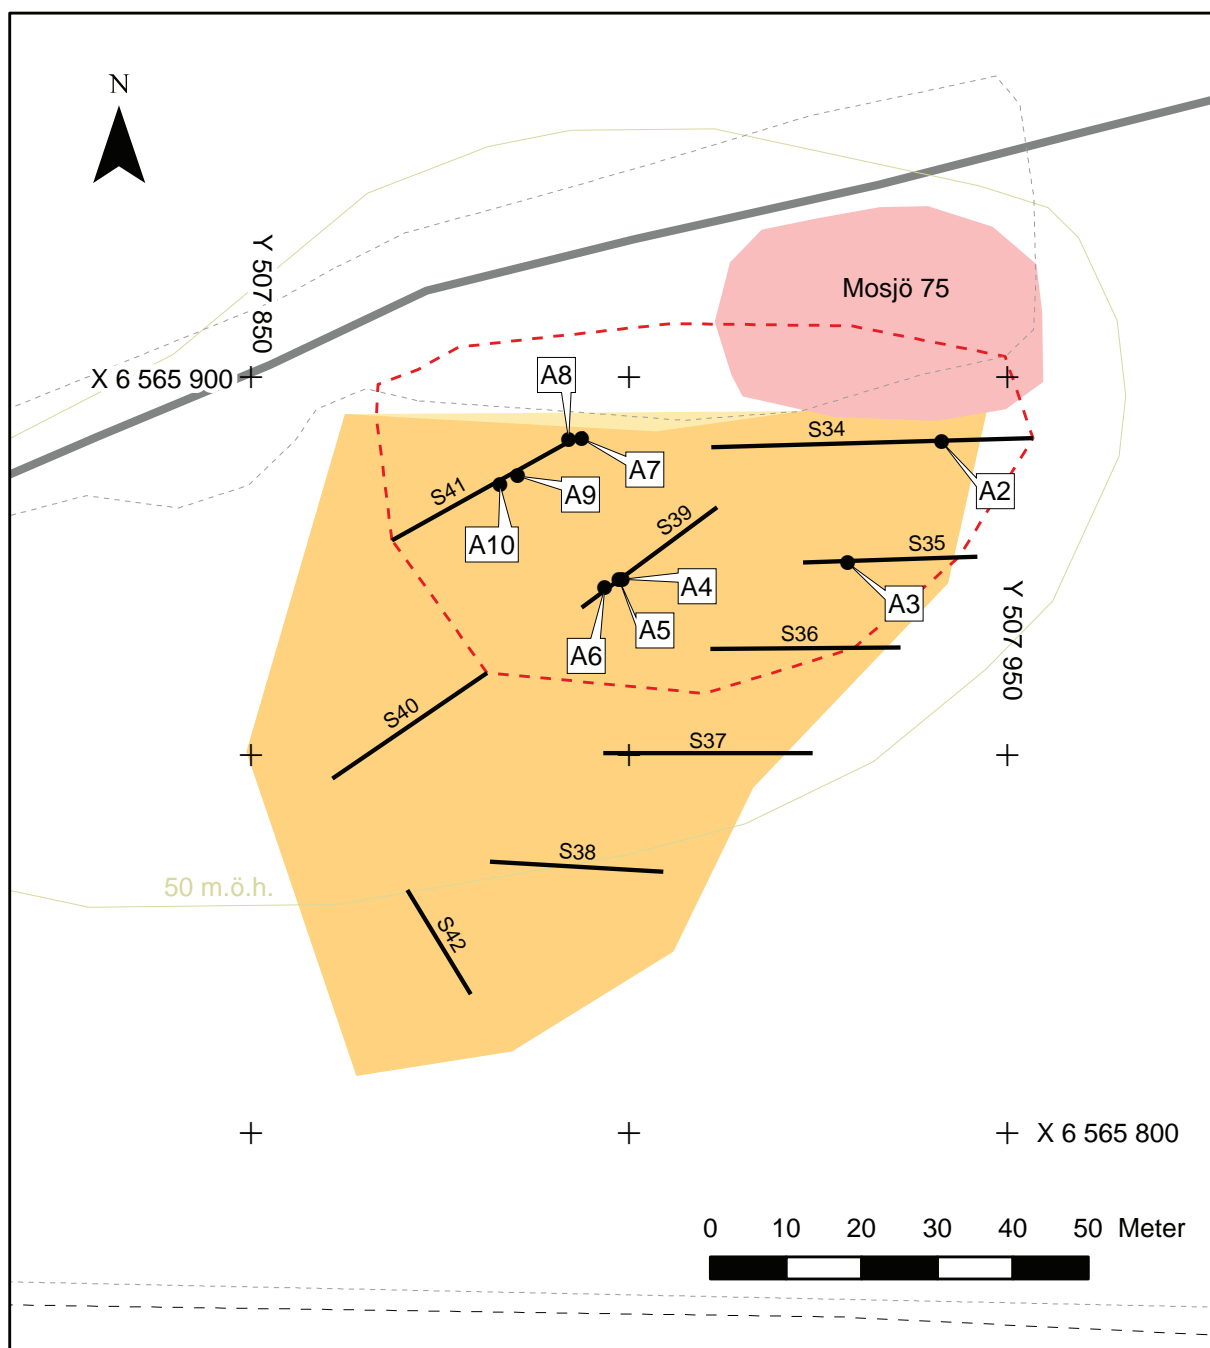 N
Y 507 850
Mosjö 75
X 6 565 900
A8
S34
A7
A2
S41
A9
S39
A10
S35
A4
A3
Y 507 950
A5
S36
A6
S40
S37
S38
50 m.ö.h.
S42
X 6 565 800
0 10 20 30 40 50 Meter